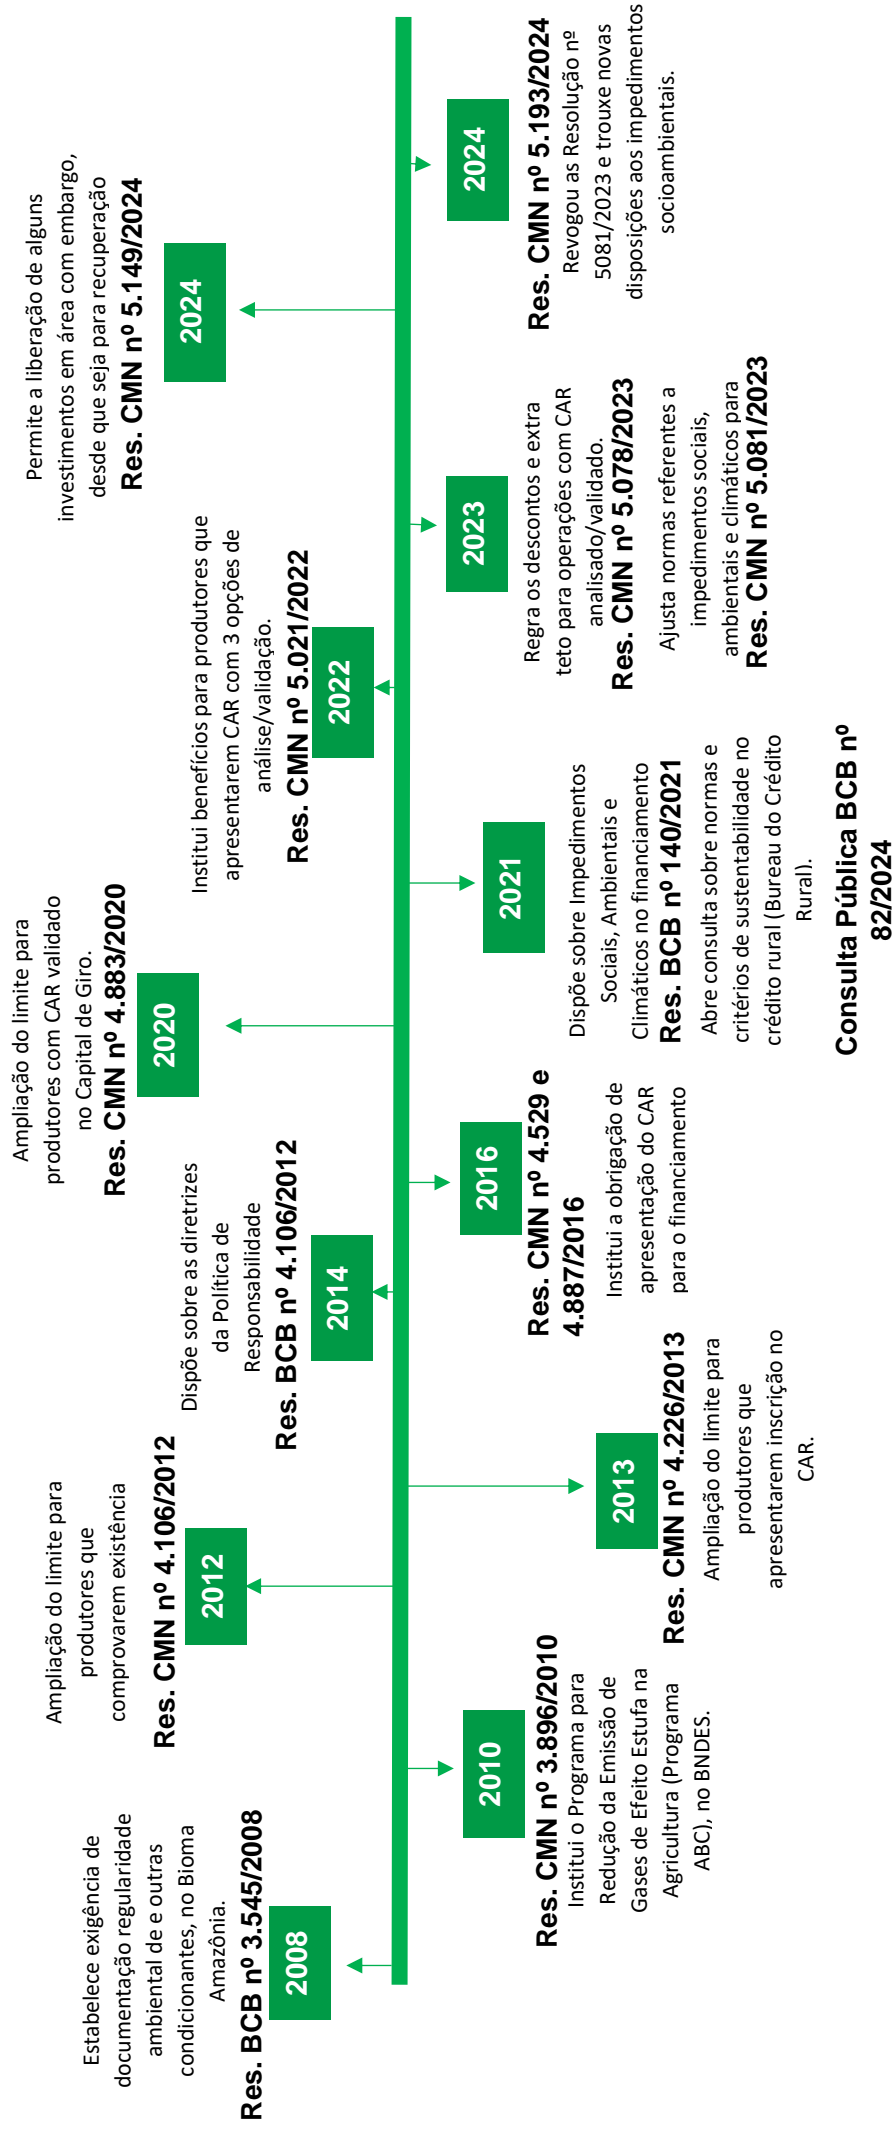 Estabelece exigência de
documentação regularidade
ambiental de e outras
condicionantes, no Bioma
Amazônia.
Res. BCB nº 3.545/2008
2008
2010
Res. CMN nº 3.896/2010
Institui o Programa para
Redução da Emissão de
Gases de Efeito Estufa na
Agricultura (Programa
ABC), no BNDES.
Ampliação do limite para
produtores que
comprovarem existência
Res. CMN nº 4.106/2012
2012
2013
Res. CMN nº 4.226/2013
Ampliação do limite para
produtores que
apresentarem inscrição no
CAR.
Dispõe sobre as diretrizes
da Política de
Responsabilidade
Res. BCB nº 4.106/2012
2014
2016
Res. CMN nº 4.529 e
4.887/2016
Institui a obrigação de
apresentação do CAR
para o financiamento
Ampliação do limite para
produtores com CAR validado
no Capital de Giro.
Res. CMN nº 4.883/2020
2020
2021
Dispõe sobre Impedimentos
Sociais, Ambientais e
Climáticos no financiamento
Res. BCB nº 140/2021
Abre consulta sobre normas e
critérios de sustentabilidade no
crédito rural (Bureau do Crédito
Rural).
Consulta Pública BCB nº
82/2024
Institui benefícios para produtores que
apresentarem CAR com 3 opções de
análise/validação.
Res. CMN nº 5.021/2022
2022
2023
Regra os descontos e extra
teto para operações com CAR
analisado/validado.
Res. CMN nº 5.078/2023
Ajusta normas referentes a
impedimentos sociais,
ambientais e climáticos para
Res. CMN nº 5.081/2023
Permite a liberação de alguns
investimentos em área com embargo,
desde que seja para recuperação
Res. CMN nº 5.149/2024
2024
2024
Res. CMN nº 5.193/2024
Revogou as Resolução nº
5081/2023 e trouxe novas
disposições aos impedimentos
socioambientais.